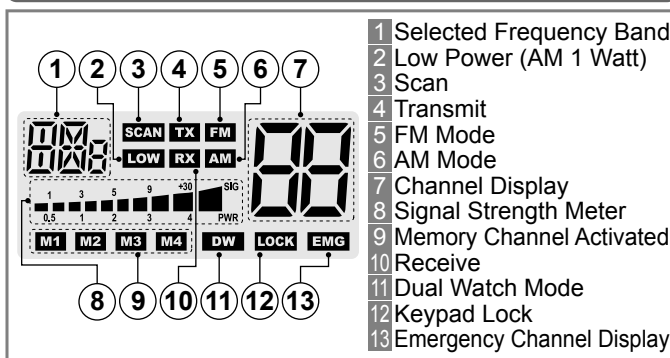 1 2 3 4 5 6 7
SCAN TX FM
LOW RX AM
1 3 5 9 +30 SIG
0.5 1 2 3 4 PWR
M1 M2 M3 M4 DW LOCK EMG
8 9 10 11 12 13
1 Selected Frequency Band
2 Low Power (AM 1 Watt)
3 Scan
4 Transmit
5 FM Mode
6 AM Mode
7 Channel Display
8 Signal Strength Meter
9 Memory Channel Activated
10 Receive
11 Dual Watch Mode
12 Keypad Lock
13 Emergency Channel Display